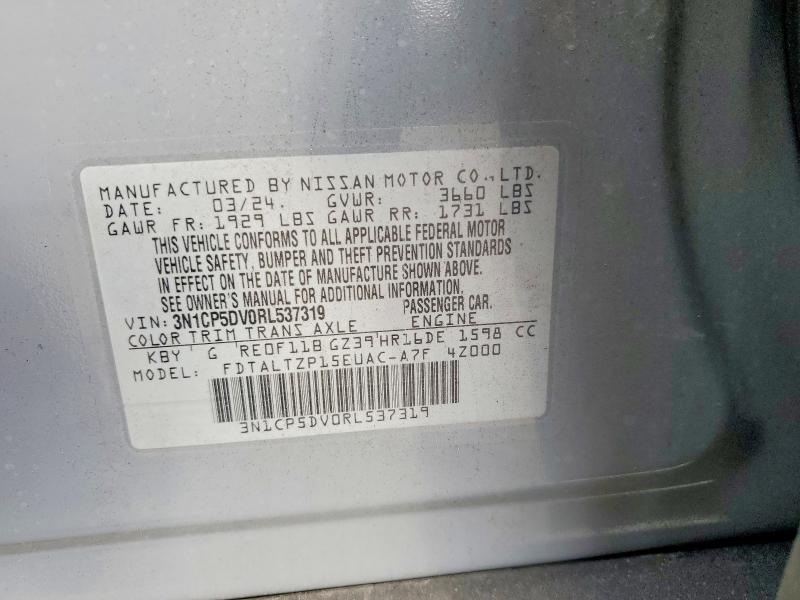 MANUFACTURED BY NISSAN MOTOR CO.,LTD.
DATE: 03/24. GVWR: 3660 LBS
GAWR FR: 1929 LBS GAWR RR: 1731 LBS
THIS VEHICLE CONFORMS TO ALL APPLICABLE FEDERAL MOTOR
VEHICLE SAFETY, BUMPER AND THEFT PREVENTION STANDARDS
IN EFFECT ON THE DATE OF MANUFACTURE SHOWN ABOVE.
SEE OWNER'S MANUAL FOR ADDITIONAL INFORMATION.
VIN: 3N1CP5DV0RL537319 PASSENGER CAR.
COLOR TRIM TRANS AXLE ENGINE
KBY G RE0F11B GZ39 HR16DE 1598 CC
MODEL: FDTALTZP15EUAC-A7F 4Z000
3N1CP5DV0RL537319